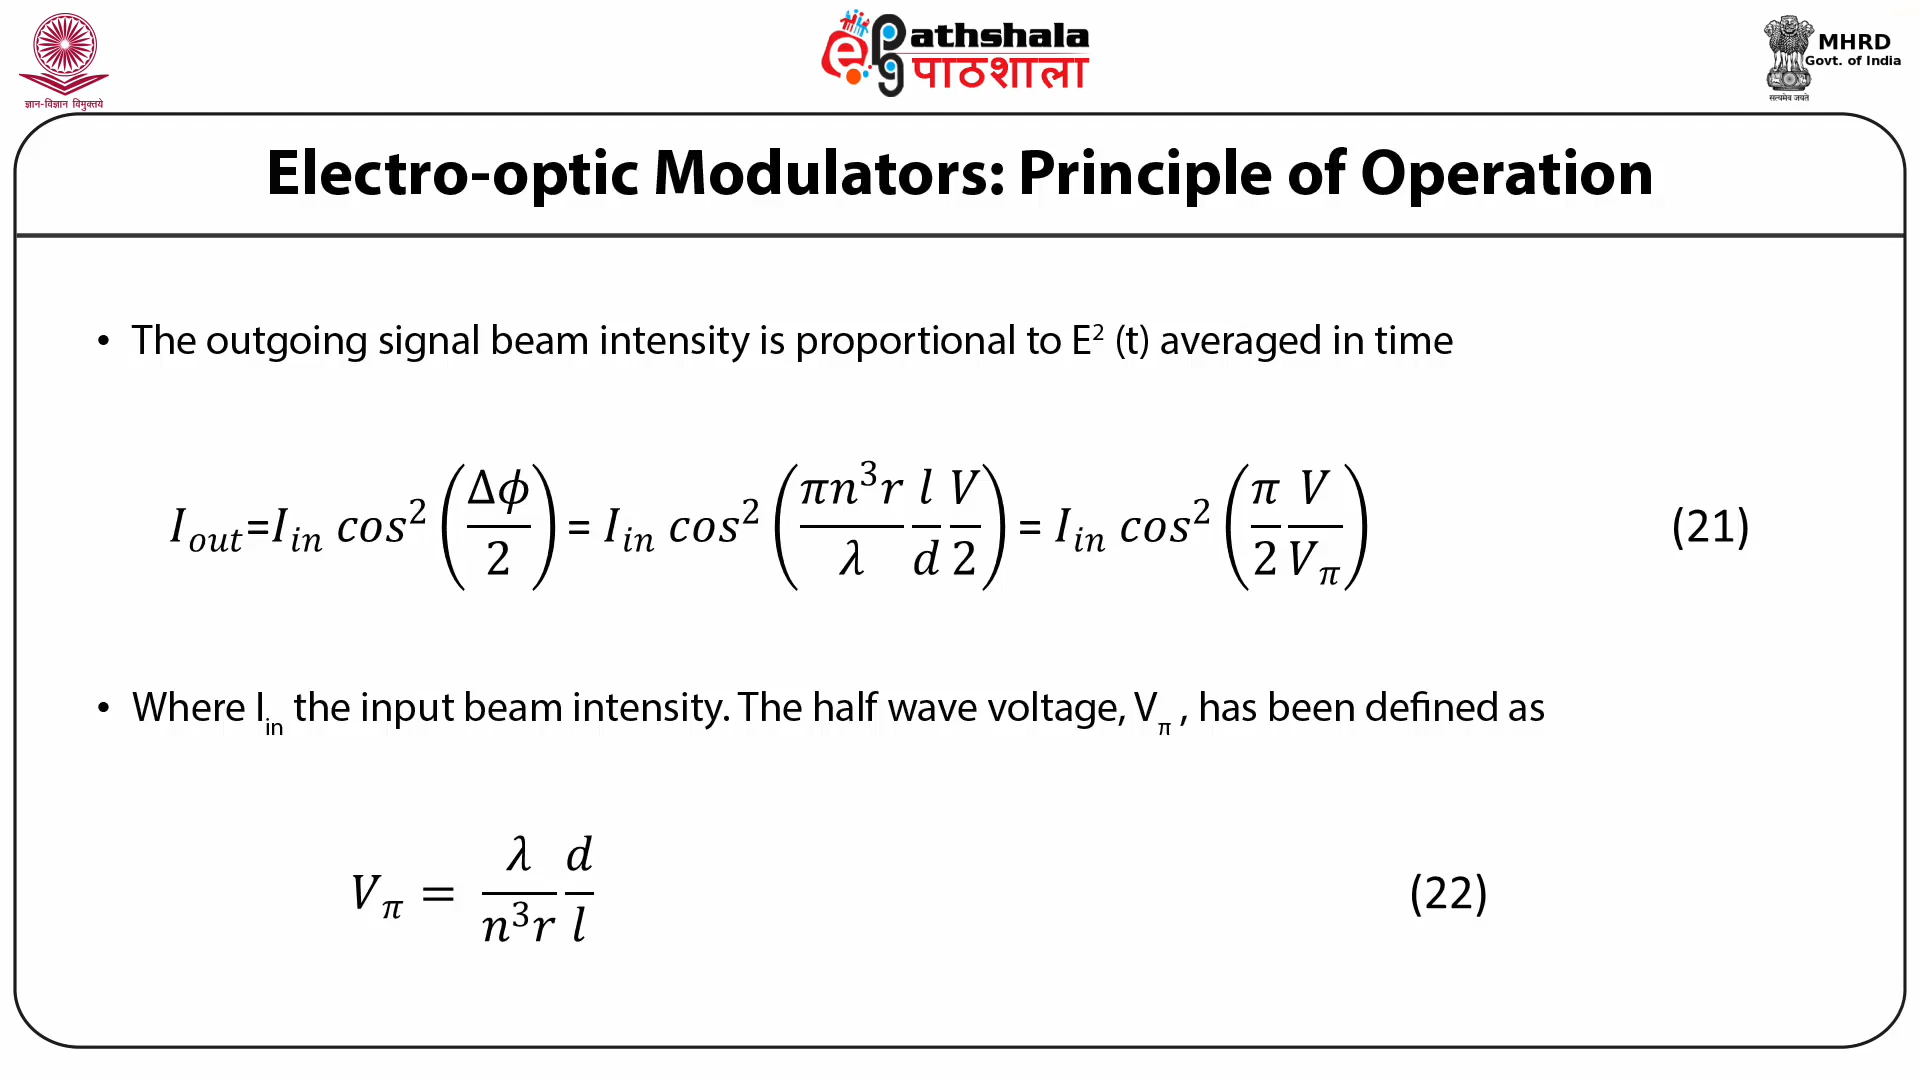 ज्ञान-विज्ञान विमुक्तये
ePathshala
पाठशाला
MHRD
Govt. of India
सत्यमेव जयते
Electro-optic Modulators: Principle of Operation
• The outgoing signal beam intensity is proportional to E² (t) averaged in time
I_out=I_in cos² (Δϕ/2) = I_in cos² (πn³r/λ l/d V/2) = I_in cos² (π/2 V/V_π) (21)
• Where I_in the input beam intensity. The half wave voltage, V_π , has been defined as
V_π = λ/n³r d/l (22)